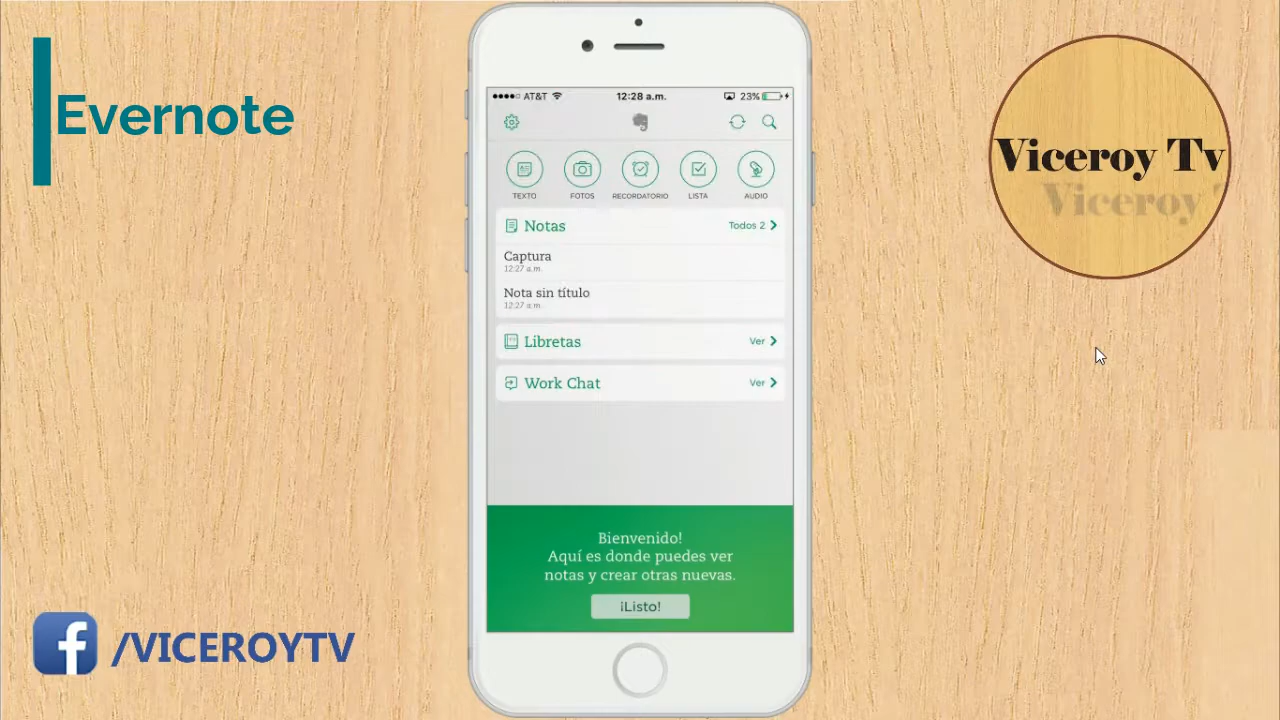 Evernote
Viceroy Tv
Viceroy
AT&T
12:28 a.m.
23%
TEXTO
FOTOS
RECORDATORIO
LISTA
AUDIO
Notas
Todos 2
Captura
12:27 a.m.
Nota sin título
12:27 a.m.
Libretas
Ver
Work Chat
Ver
Bienvenido!
Aquí es donde puedes ver
notas y crear otras nuevas.
¡Listo!
/VICEROYTV